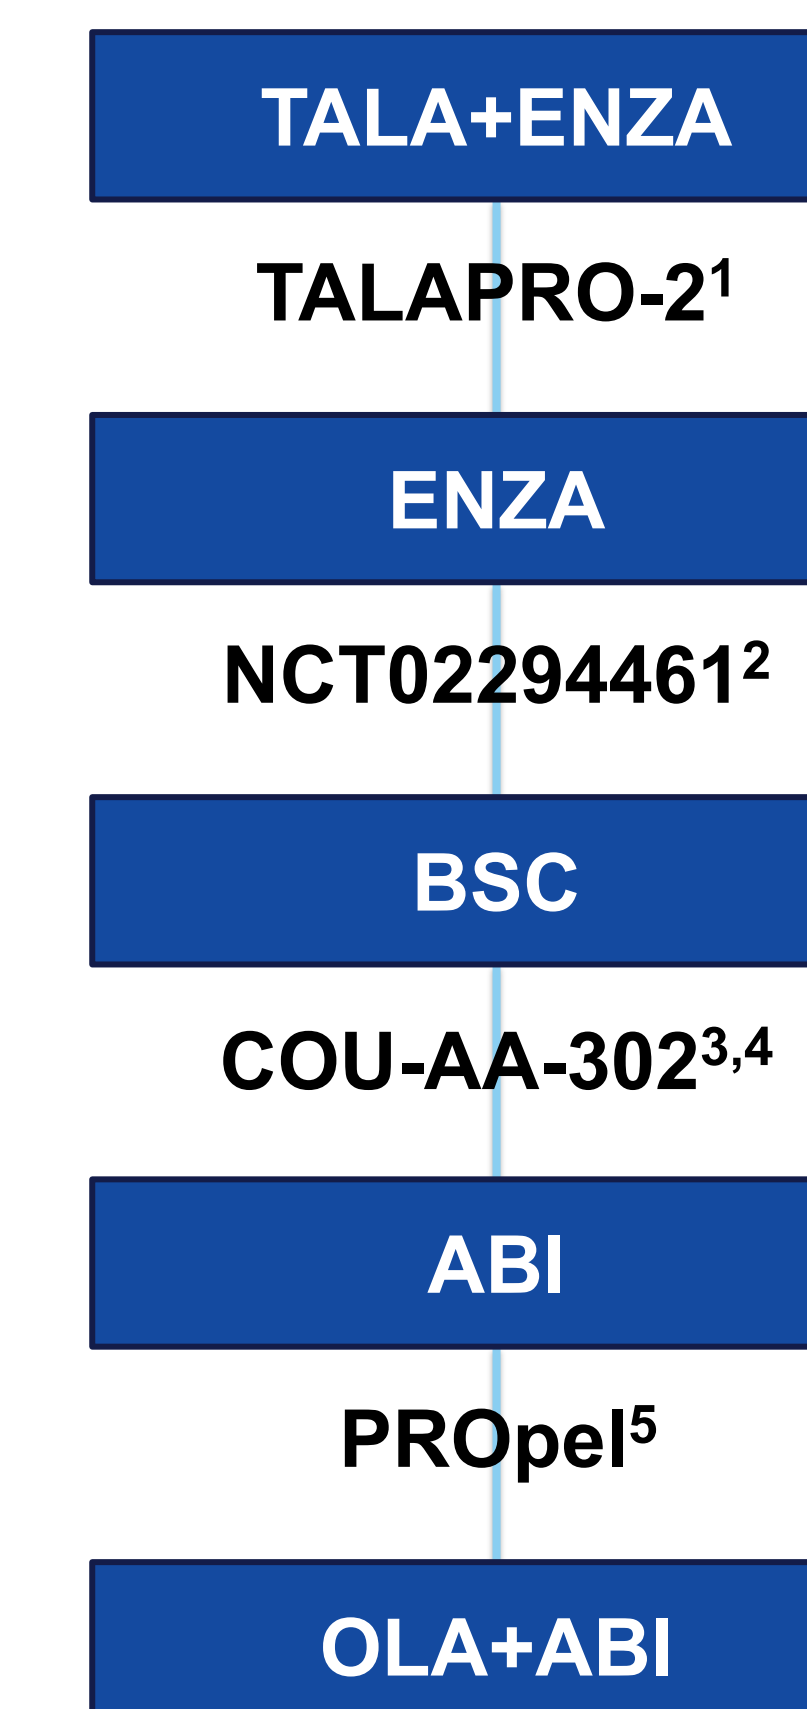 TALA+ENZA
TALAPRO-2¹
ENZA
NCT02294461²
BSC
COU-AA-302³,⁴
ABI
PROpel⁵
OLA+ABI